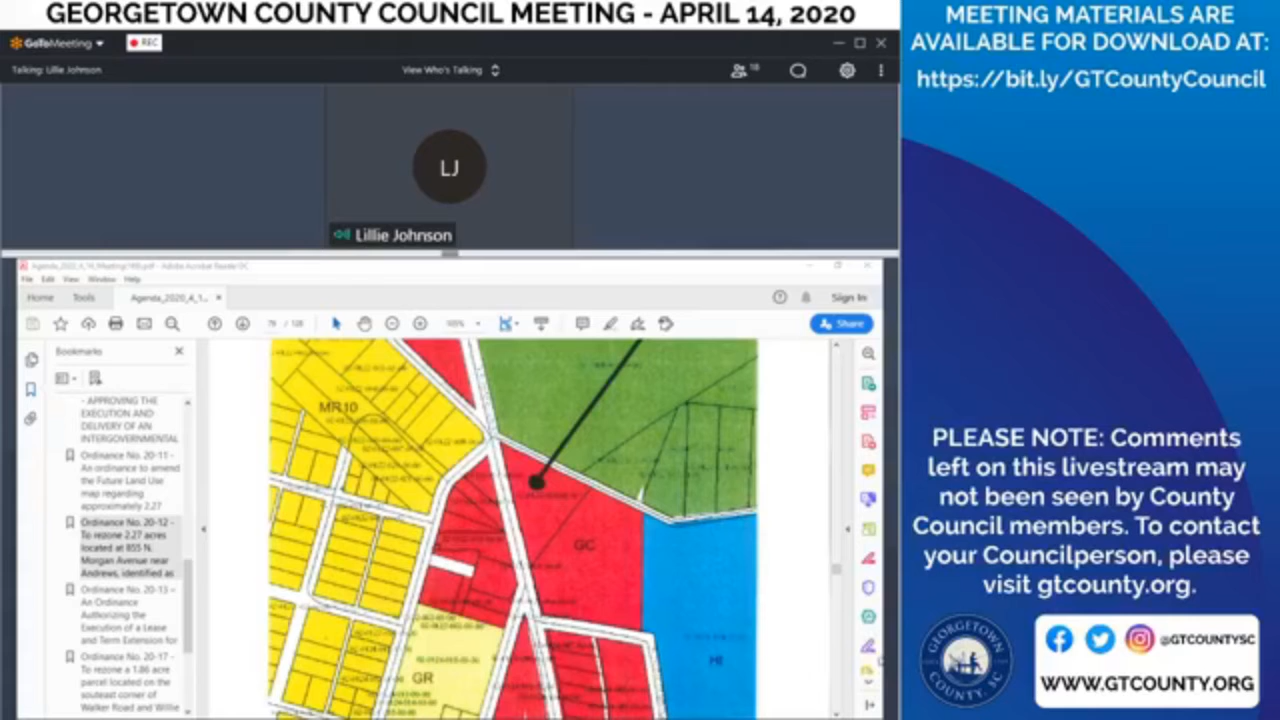 GEORGETOWN COUNTY COUNCIL MEETING - APRIL 14, 2020
GoToMeeting
REC
Talking: Lillie Johnson
View Who's Talking
18
LJ
Lillie Johnson
File Edit View Window Help
Home
Tools
Agenda_2020_4_1...
Sign In
Share
Bookmarks
- APPROVING THE
EXECUTION AND
DELIVERY OF AN
INTERGOVERNMENTAL
Ordinance No. 20-11 -
An ordinance to amend
the Future Land Use
map regarding
approximately 2.27
Ordinance No. 20-12 -
To rezone 2.27 acres
located at 855 N.
Morgan Avenue near
Andrews, identified as
Ordinance No. 20-13 -
An Ordinance
Authorizing the
Execution of a Lease
and Term Extension for
Ordinance No. 20-17 -
To rezone a 1.86 acre
parcel located on the
souteast corner of
Walker Road and Willie
MR10
GC
GR
HI
MEETING MATERIALS ARE
AVAILABLE FOR DOWNLOAD AT:
https://bit.ly/GTCountyCouncil
PLEASE NOTE: Comments
left on this livestream may
not been seen by County
Council members. To contact
your Councilperson, please
visit gtcounty.org.
GEORGETOWN
COUNTY, SC
@GTCOUNTYSC
WWW.GTCOUNTY.ORG